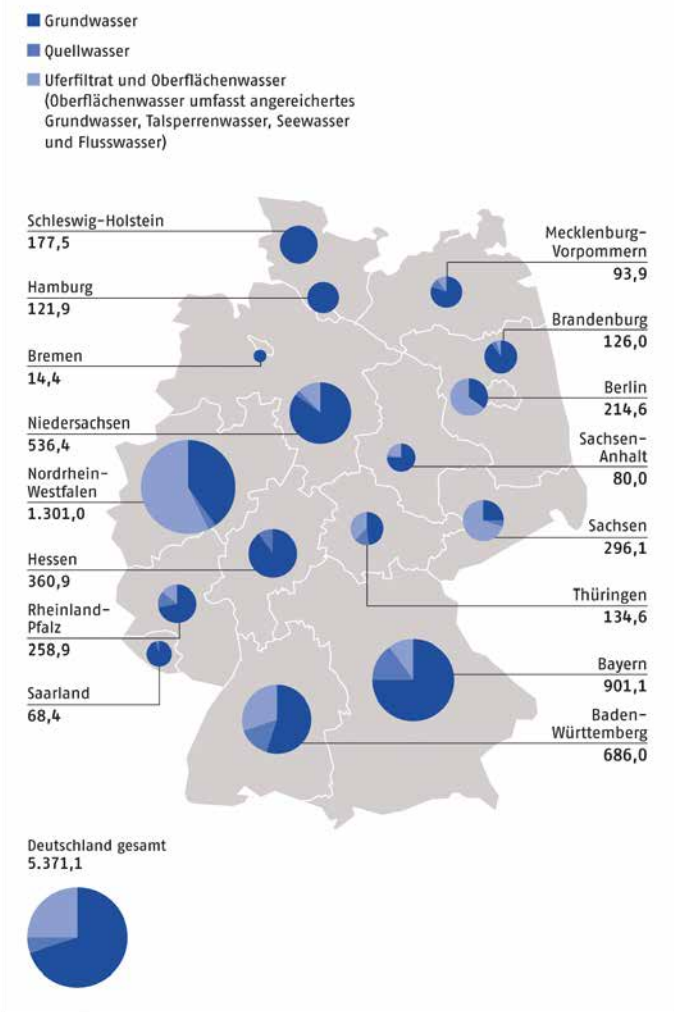 Grundwasser
Quellwasser
Uferfiltrat und Oberflächenwasser
(Oberflächenwasser umfasst angereichertes
Grundwasser, Talsperrenwasser, Seewasser
und Flusswasser)
Schleswig-Holstein
177,5
Hamburg
121,9
Bremen
14,4
Niedersachsen
536,4
Nordrhein-
Westfalen
1.301,0
Hessen
360,9
Rheinland-
Pfalz
258,9
Saarland
68,4
Mecklenburg-
Vorpommern
93,9
Brandenburg
126,0
Berlin
214,6
Sachsen-
Anhalt
80,0
Sachsen
296,1
Thüringen
134,6
Bayern
901,1
Baden-
Württemberg
686,0
Deutschland gesamt
5.371,1